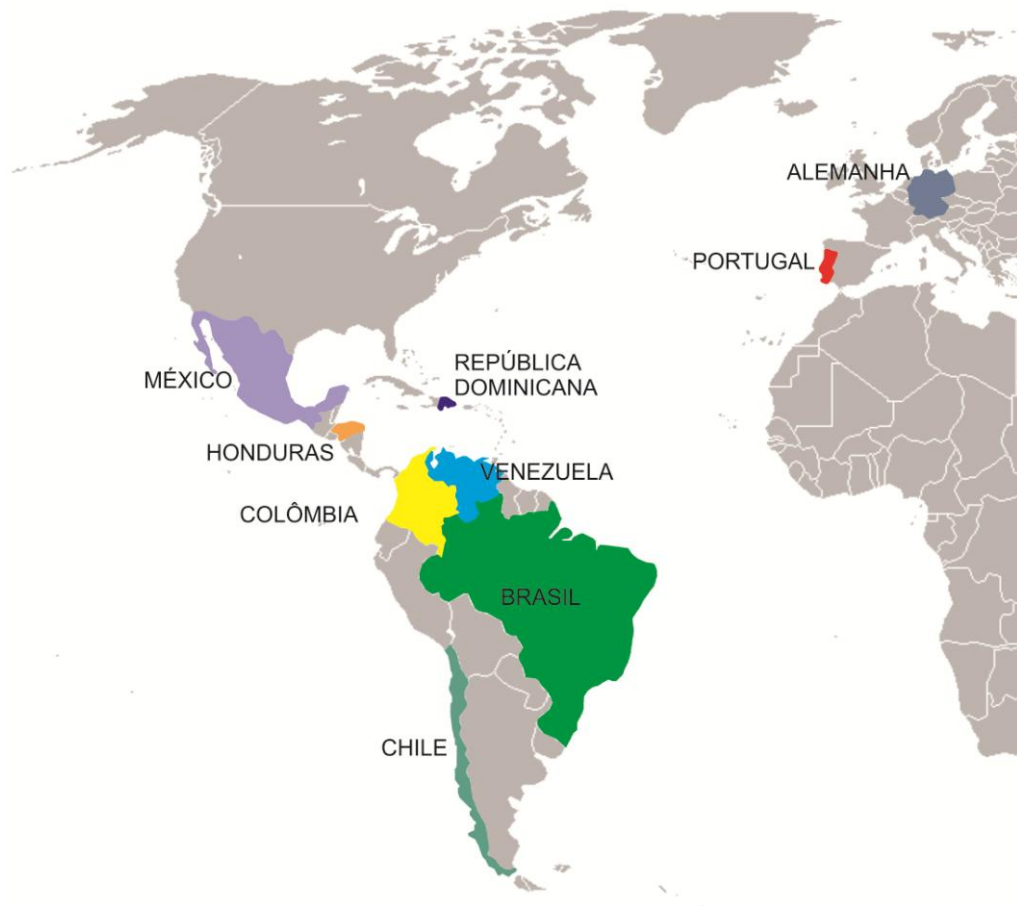 ALEMANHA
PORTUGAL
REPÚBLICA
DOMINICANA
MÉXICO
HONDURAS
VENEZUELA
COLÔMBIA
BRASIL
CHILE